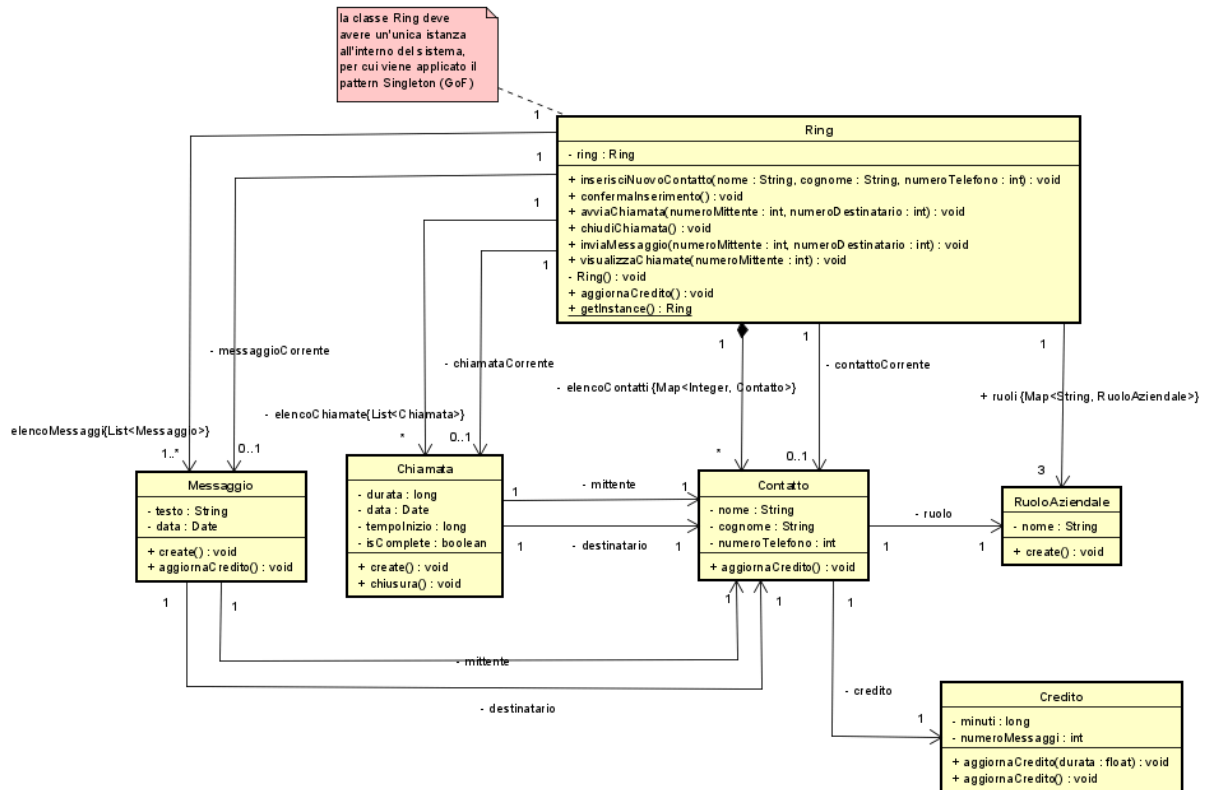 la classe Ring deve
avere un'unica istanza
all'interno del sistema,
per cui viene applicato il
pattern Singleton (GoF)
Ring
- ring : Ring
+ inserisciNuovoContatto(nome : String, cognome : String, numeroTelefono : int) : void
+ confermaInserimento() : void
+ avviaChiamata(numeroMittente : int, numeroDestinatario : int) : void
+ chiudiChiamata() : void
+ inviaMessaggio(numeroMittente : int, numeroDestinatario : int) : void
+ visualizzaChiamate(numeroMittente : int) : void
- Ring() : void
+ aggiornaCredito() : void
+ getInstance() : Ring
1
1
1
1
1
1
1
- messaggioCorrente
- chiamataCorrente
- contattoCorrente
- elencoContatti {Map<Integer, Contatto>}
+ ruoli {Map<String, RuoloAziendale>}
- elencoChiamate{List<Chiamata>}
elencoMessaggi{List<Messaggio>}
1..*
0..1
*
0..1
*
0..1
3
Messaggio
- testo : String
- data : Date
+ create() : void
+ aggiornaCredito() : void
Chiamata
- durata : long
- data : Date
- tempoInizio : long
- isComplete : boolean
+ create() : void
+ chiusura() : void
1
- mittente
1
1
- destinatario
1
Contatto
- nome : String
- cognome : String
- numeroTelefono : int
+ aggiornaCredito() : void
- ruolo
1
1
RuoloAziendale
- nome : String
+ create() : void
1
1
1
1
1
- mittente
- destinatario
- credito
1
Credito
- minuti : long
- numeroMessaggi : int
+ aggiornaCredito(durata : float) : void
+ aggiornaCredito() : void